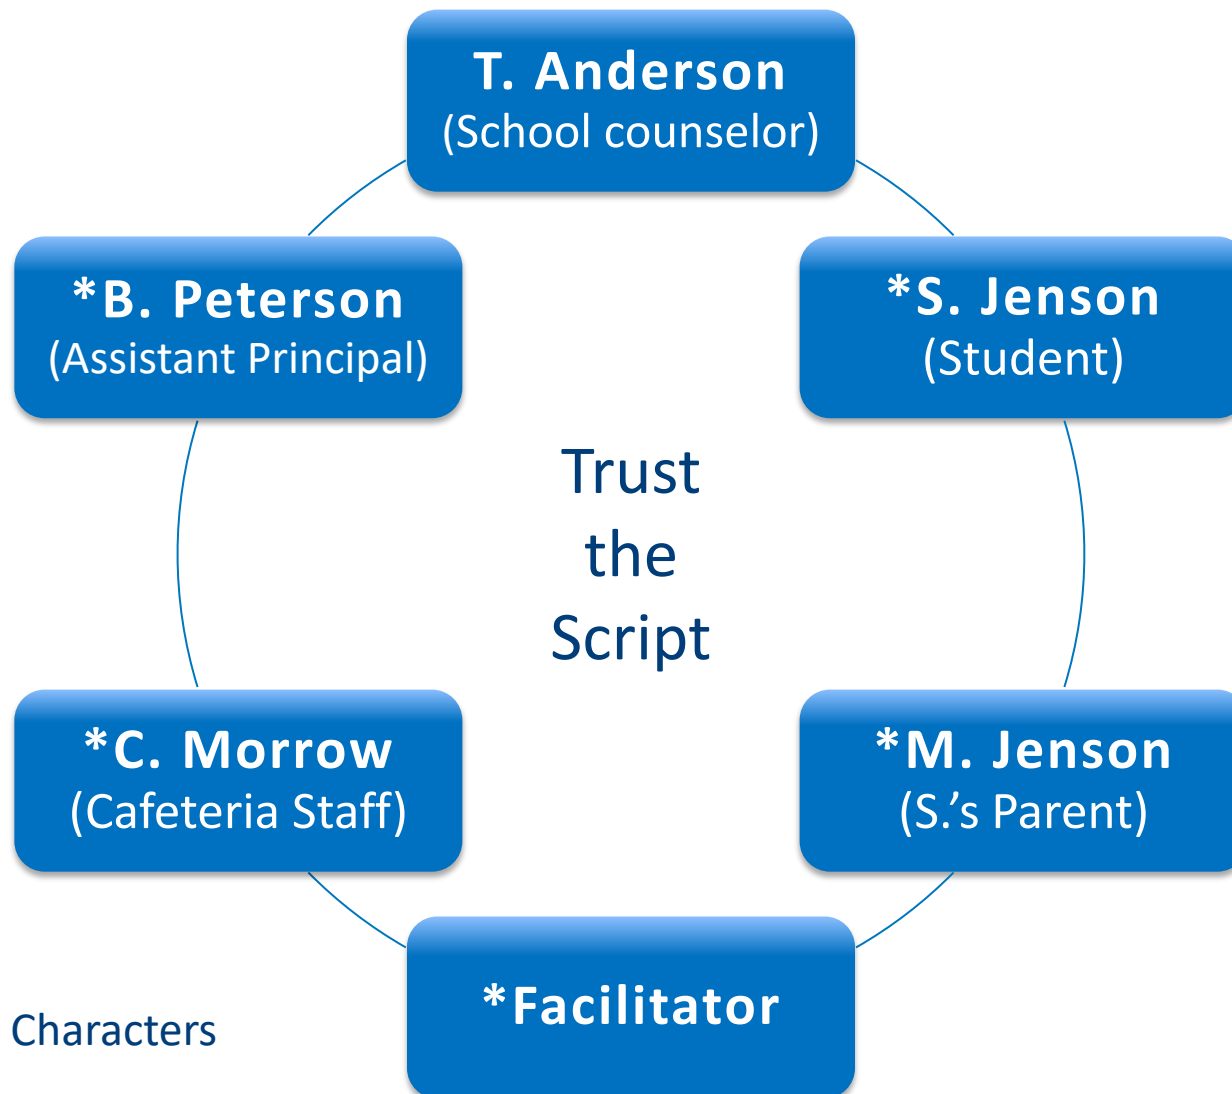 T. Anderson
(School counselor)
*B. Peterson
(Assistant Principal)
*S. Jenson
(Student)
Trust
the
Script
*C. Morrow
(Cafeteria Staff)
*M. Jenson
(S.'s Parent)
*Facilitator
Characters